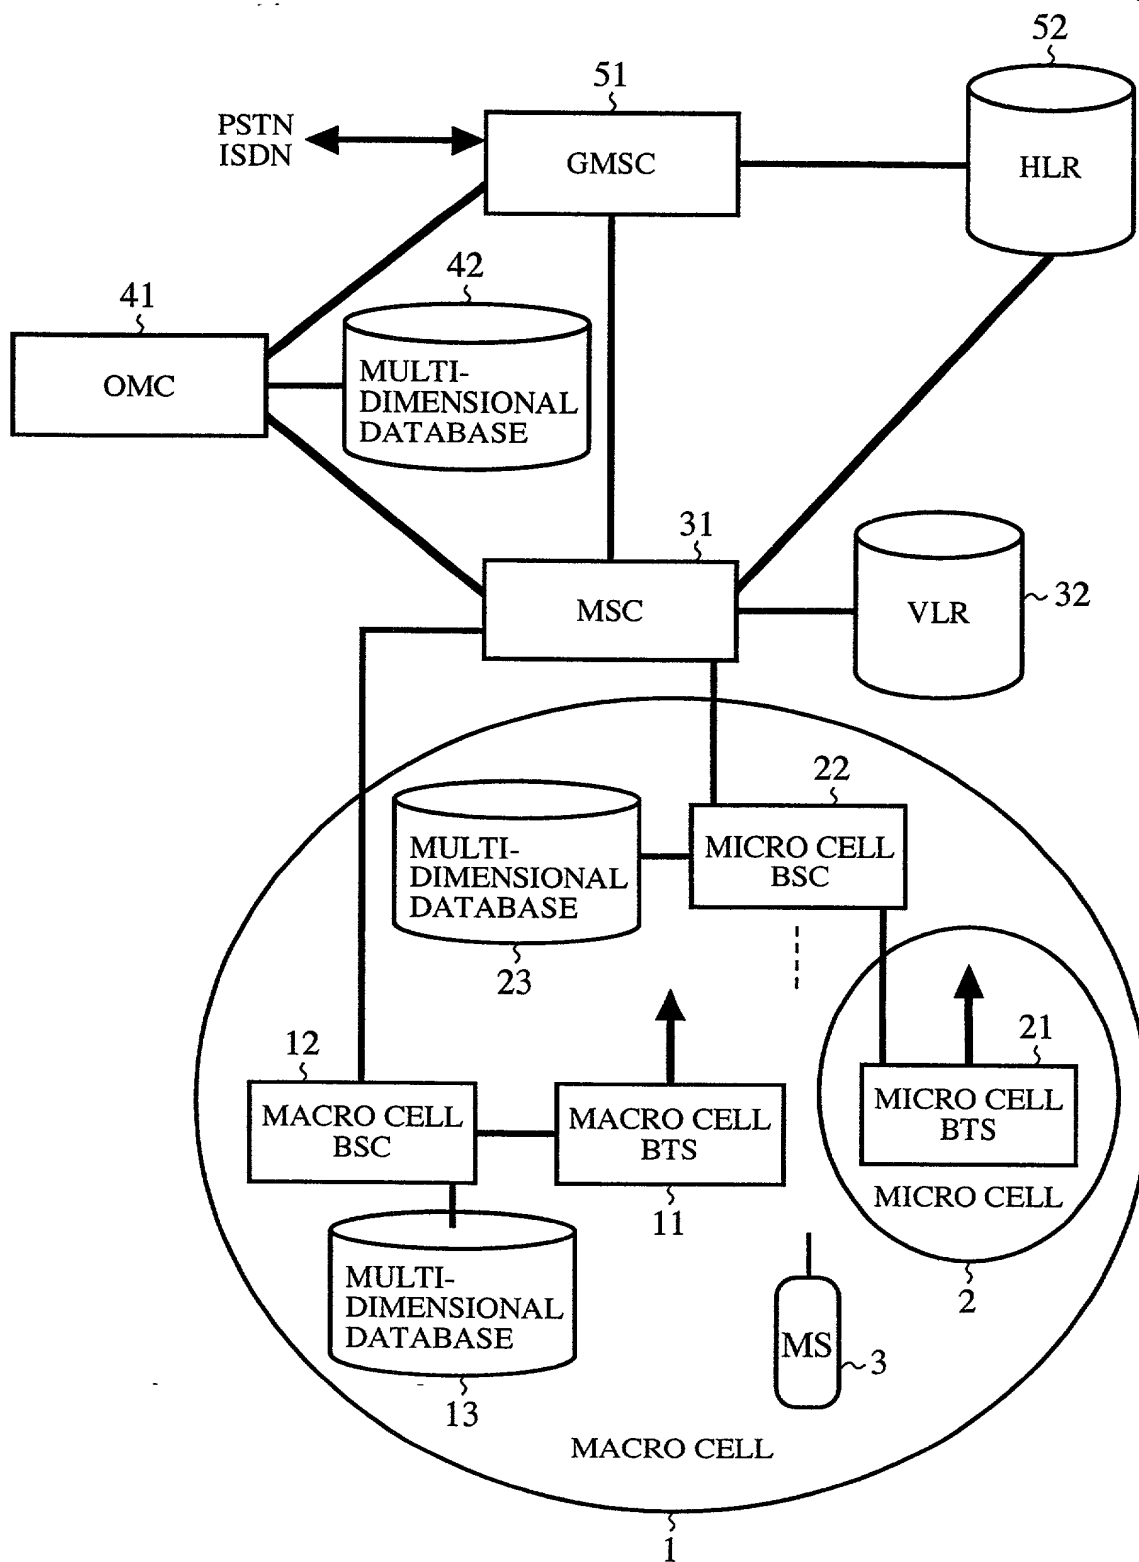 52
51
PSTN
ISDN
GMSC
HLR
42
41
OMC
MULTI-
DIMENSIONAL
DATABASE
31
MSC
VLR
32
22
MULTI-
DIMENSIONAL
DATABASE
MICRO CELL
BSC
23
12
21
MACRO CELL
BSC
MACRO CELL
BTS
MICRO CELL
BTS
MICRO CELL
11
2
MULTI-
DIMENSIONAL
DATABASE
MS
3
13
MACRO CELL
1